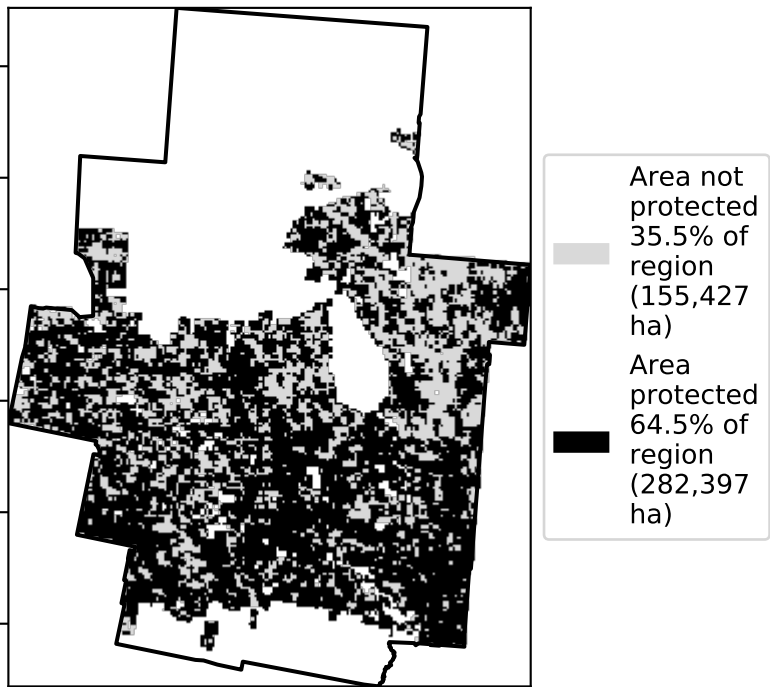 Area not
protected
35.5% of
region
(155,427
ha)
Area
protected
64.5% of
region
(282,397
ha)